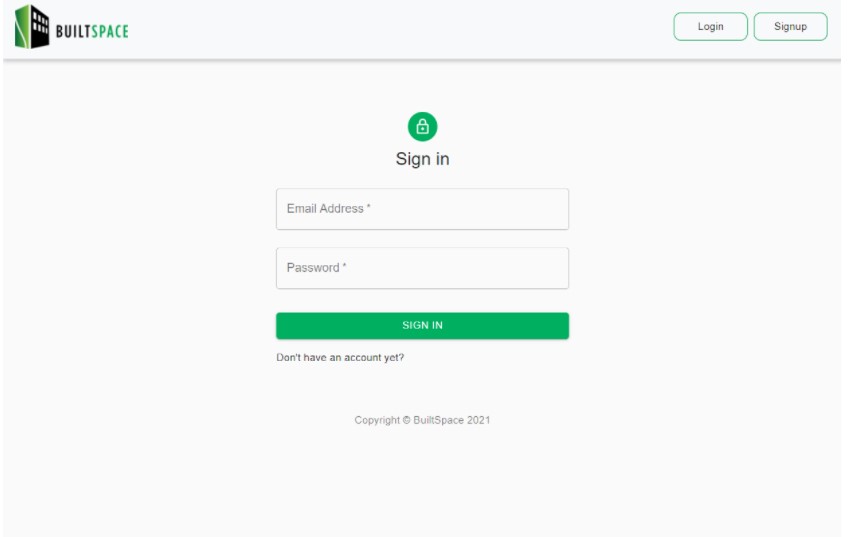 BUILTSPACE
Login
Signup
Sign in
Email Address *
Password *
SIGN IN
Don't have an account yet?
Copyright © BuiltSpace 2021